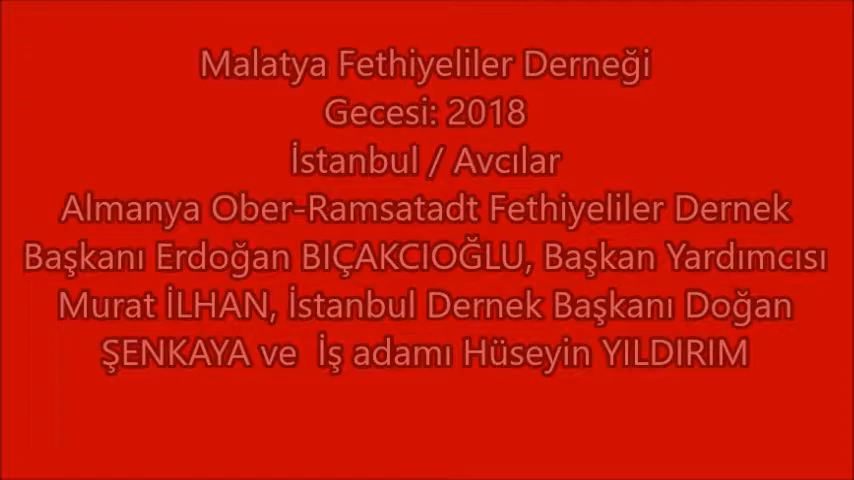 Malatya Fethiyeliler Derneği
Gecesi: 2018
İstanbul / Avcılar
Almanya Ober-Ramsatadt Fethiyeliler Dernek
Başkanı Erdoğan BIÇAKCIOĞLU, Başkan Yardımcısı
Murat İLHAN, İstanbul Dernek Başkanı Doğan
ŞENKAYA ve  İş adamı Hüseyin YILDIRIM